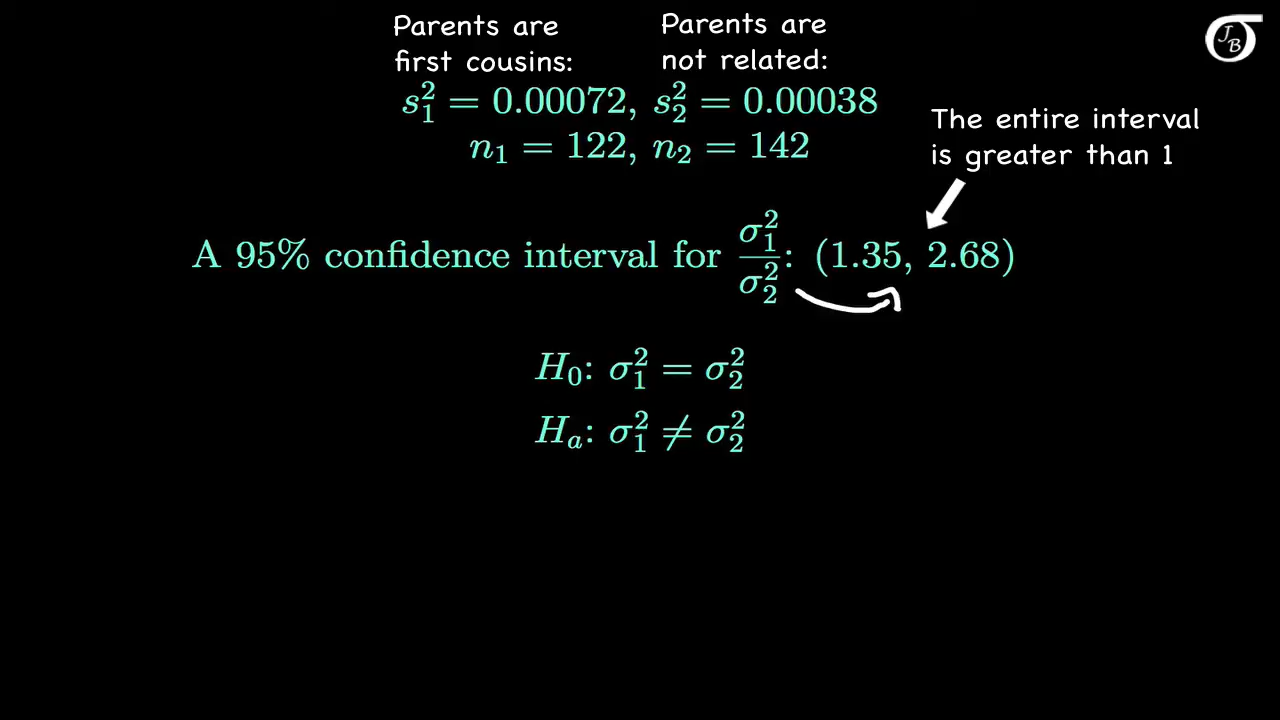 Parents are first cousins:
Parents are not related:
s₁² = 0.00072, s₂² = 0.00038
n₁ = 122, n₂ = 142
The entire interval
is greater than 1
A 95% confidence interval for σ₁²/σ₂²: (1.35, 2.68)
H₀: σ₁² = σ₂²
Hₐ: σ₁² ≠ σ₂²
JB